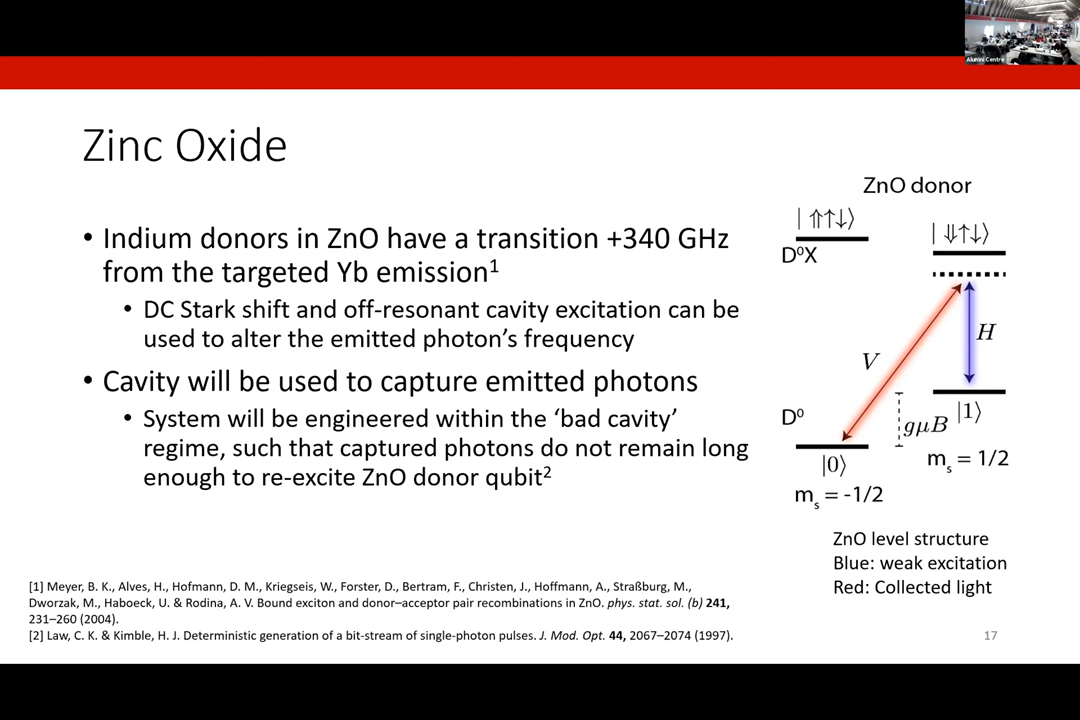 Alumni Centre
Zinc Oxide
• Indium donors in ZnO have a transition +340 GHz
from the targeted Yb emission1
• DC Stark shift and off-resonant cavity excitation can be
used to alter the emitted photon's frequency
• Cavity will be used to capture emitted photons
• System will be engineered within the 'bad cavity'
regime, such that captured photons do not remain long
enough to re-excite ZnO donor qubit2
ZnO donor
|⇑↑↓⟩
|⇓↑↓⟩
D⁰X
H
V
D⁰
gμB
|1⟩
|0⟩
ms = 1/2
ms = -1/2
ZnO level structure
Blue: weak excitation
Red: Collected light
[1] Meyer, B. K., Alves, H., Hofmann, D. M., Kriegseis, W., Forster, D., Bertram, F., Christen, J., Hoffmann, A., Straßburg, M.,
Dworzak, M., Haboeck, U. & Rodina, A. V. Bound exciton and donor–acceptor pair recombinations in ZnO. phys. stat. sol. (b) 241,
231–260 (2004).
[2] Law, C. K. & Kimble, H. J. Deterministic generation of a bit-stream of single-photon pulses. J. Mod. Opt. 44, 2067–2074 (1997).
17